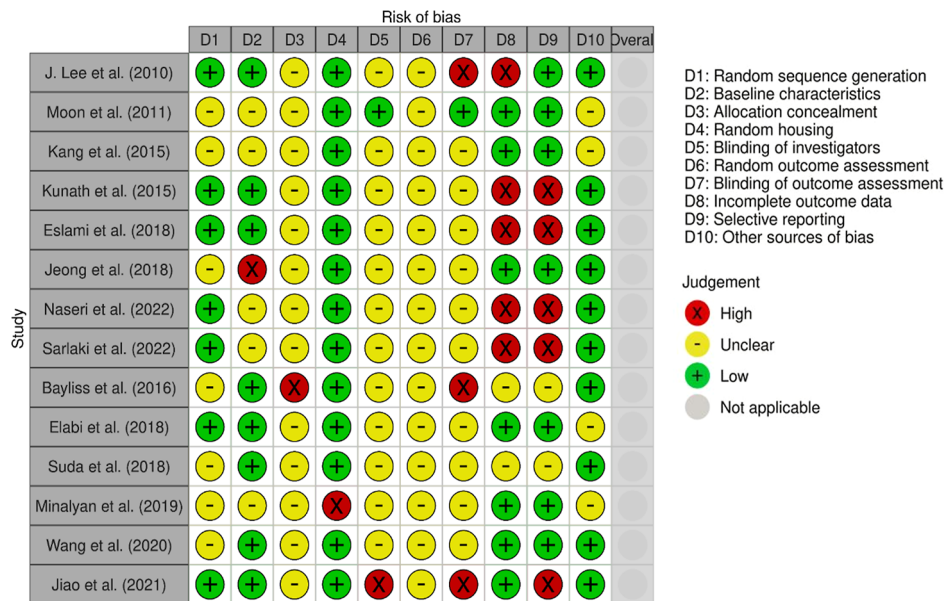 Risk of bias
D1 D2 D3 D4 D5 D6 D7 D8 D9 D10 Overal
J. Lee et al. (2010) + + - + - - X X + +
Moon et al. (2011) - - - + + - + + + -
Kang et al. (2015) - - - + - - - + + -
Kunath et al. (2015) + + - + - - - X X +
Eslami et al. (2018) + + - + - - - X X +
Jeong et al. (2018) - X - + - - - + + +
Naseri et al. (2022) + - - + - - - X X +
Sarlaki et al. (2022) + - - + - - - X X +
Bayliss et al. (2016) - + X + - - X - - +
Elabi et al. (2018) + + - + - - - + + -
Suda et al. (2018) - + - + - - - - - +
Minalyan et al. (2019) - - - X - - - + + -
Wang et al. (2020) - + - + - - - + + +
Jiao et al. (2021) + + - + X - X + X +
Study
D1: Random sequence generation
D2: Baseline characteristics
D3: Allocation concealment
D4: Random housing
D5: Blinding of investigators
D6: Random outcome assessment
D7: Blinding of outcome assessment
D8: Incomplete outcome data
D9: Selective reporting
D10: Other sources of bias
Judgement
X High
- Unclear
+ Low
Not applicable